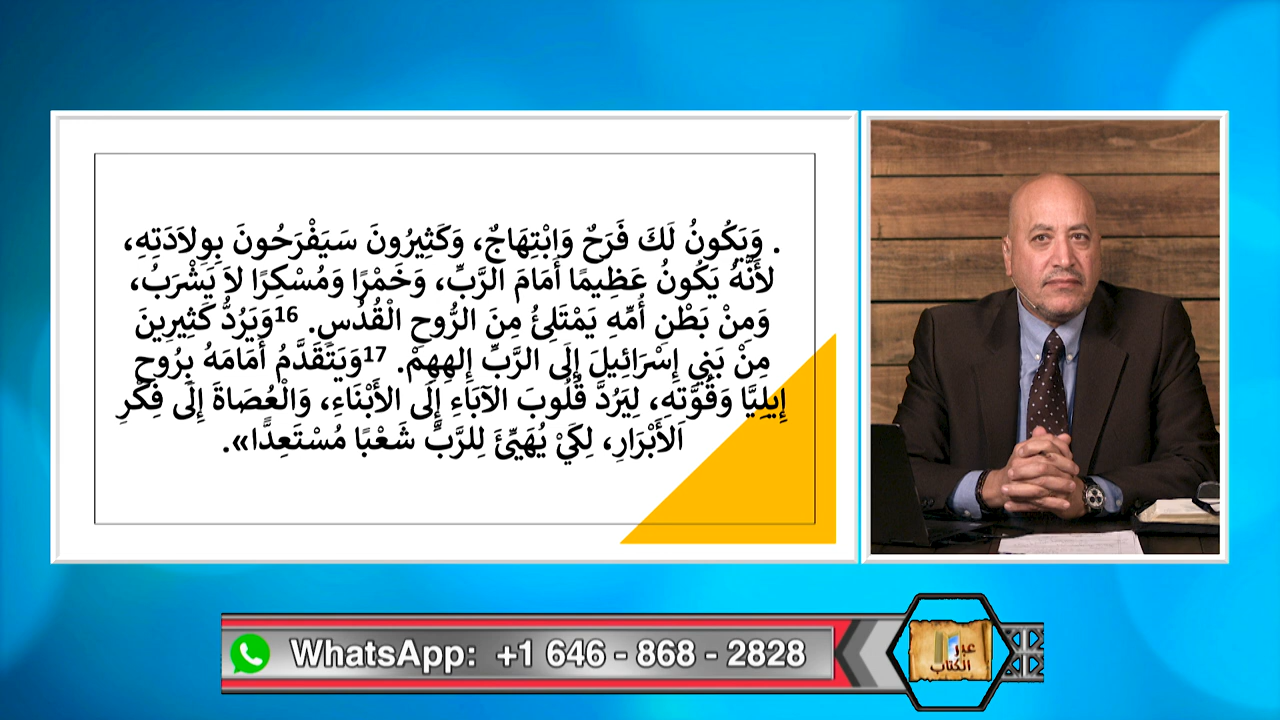 . وَيَكُونُ لَكَ فَرَحٌ وَابْتِهَاجٌ، وَكَثِيرُونَ سَيَفْرَحُونَ بِوِلاَدَتِهِ،
لأَنَّهُ يَكُونُ عَظِيمًا أَمَامَ الرَّبِّ، وَخَمْرًا وَمُسْكِرًا لاَ يَشْرَبُ،
وَمِنْ بَطْنِ أُمِّهِ يَمْتَلِئُ مِنَ الرُّوحِ الْقُدُسِ. 16وَيَرُدُّ كَثِيرِينَ
مِنْ بَنِي إِسْرَائِيلَ إِلَى الرَّبِّ إِلهِهِمْ. 17وَيَتَقَدَّمُ أَمَامَهُ بِرُوحِ
إِيلِيَّا وَقُوَّتِهِ، لِيَرُدَّ قُلُوبَ الآبَاءِ إِلَى الأَبْنَاءِ، وَالْعُصَاةَ إِلَى فِكْرِ
اَلأَبْرَارِ، لِكَيْ يُهَيِّئَ لِلرَّبِّ شَعْبًا مُسْتَعِدًّا».
WhatsApp: +1 646 - 868 - 2828
عبر
الكتاب